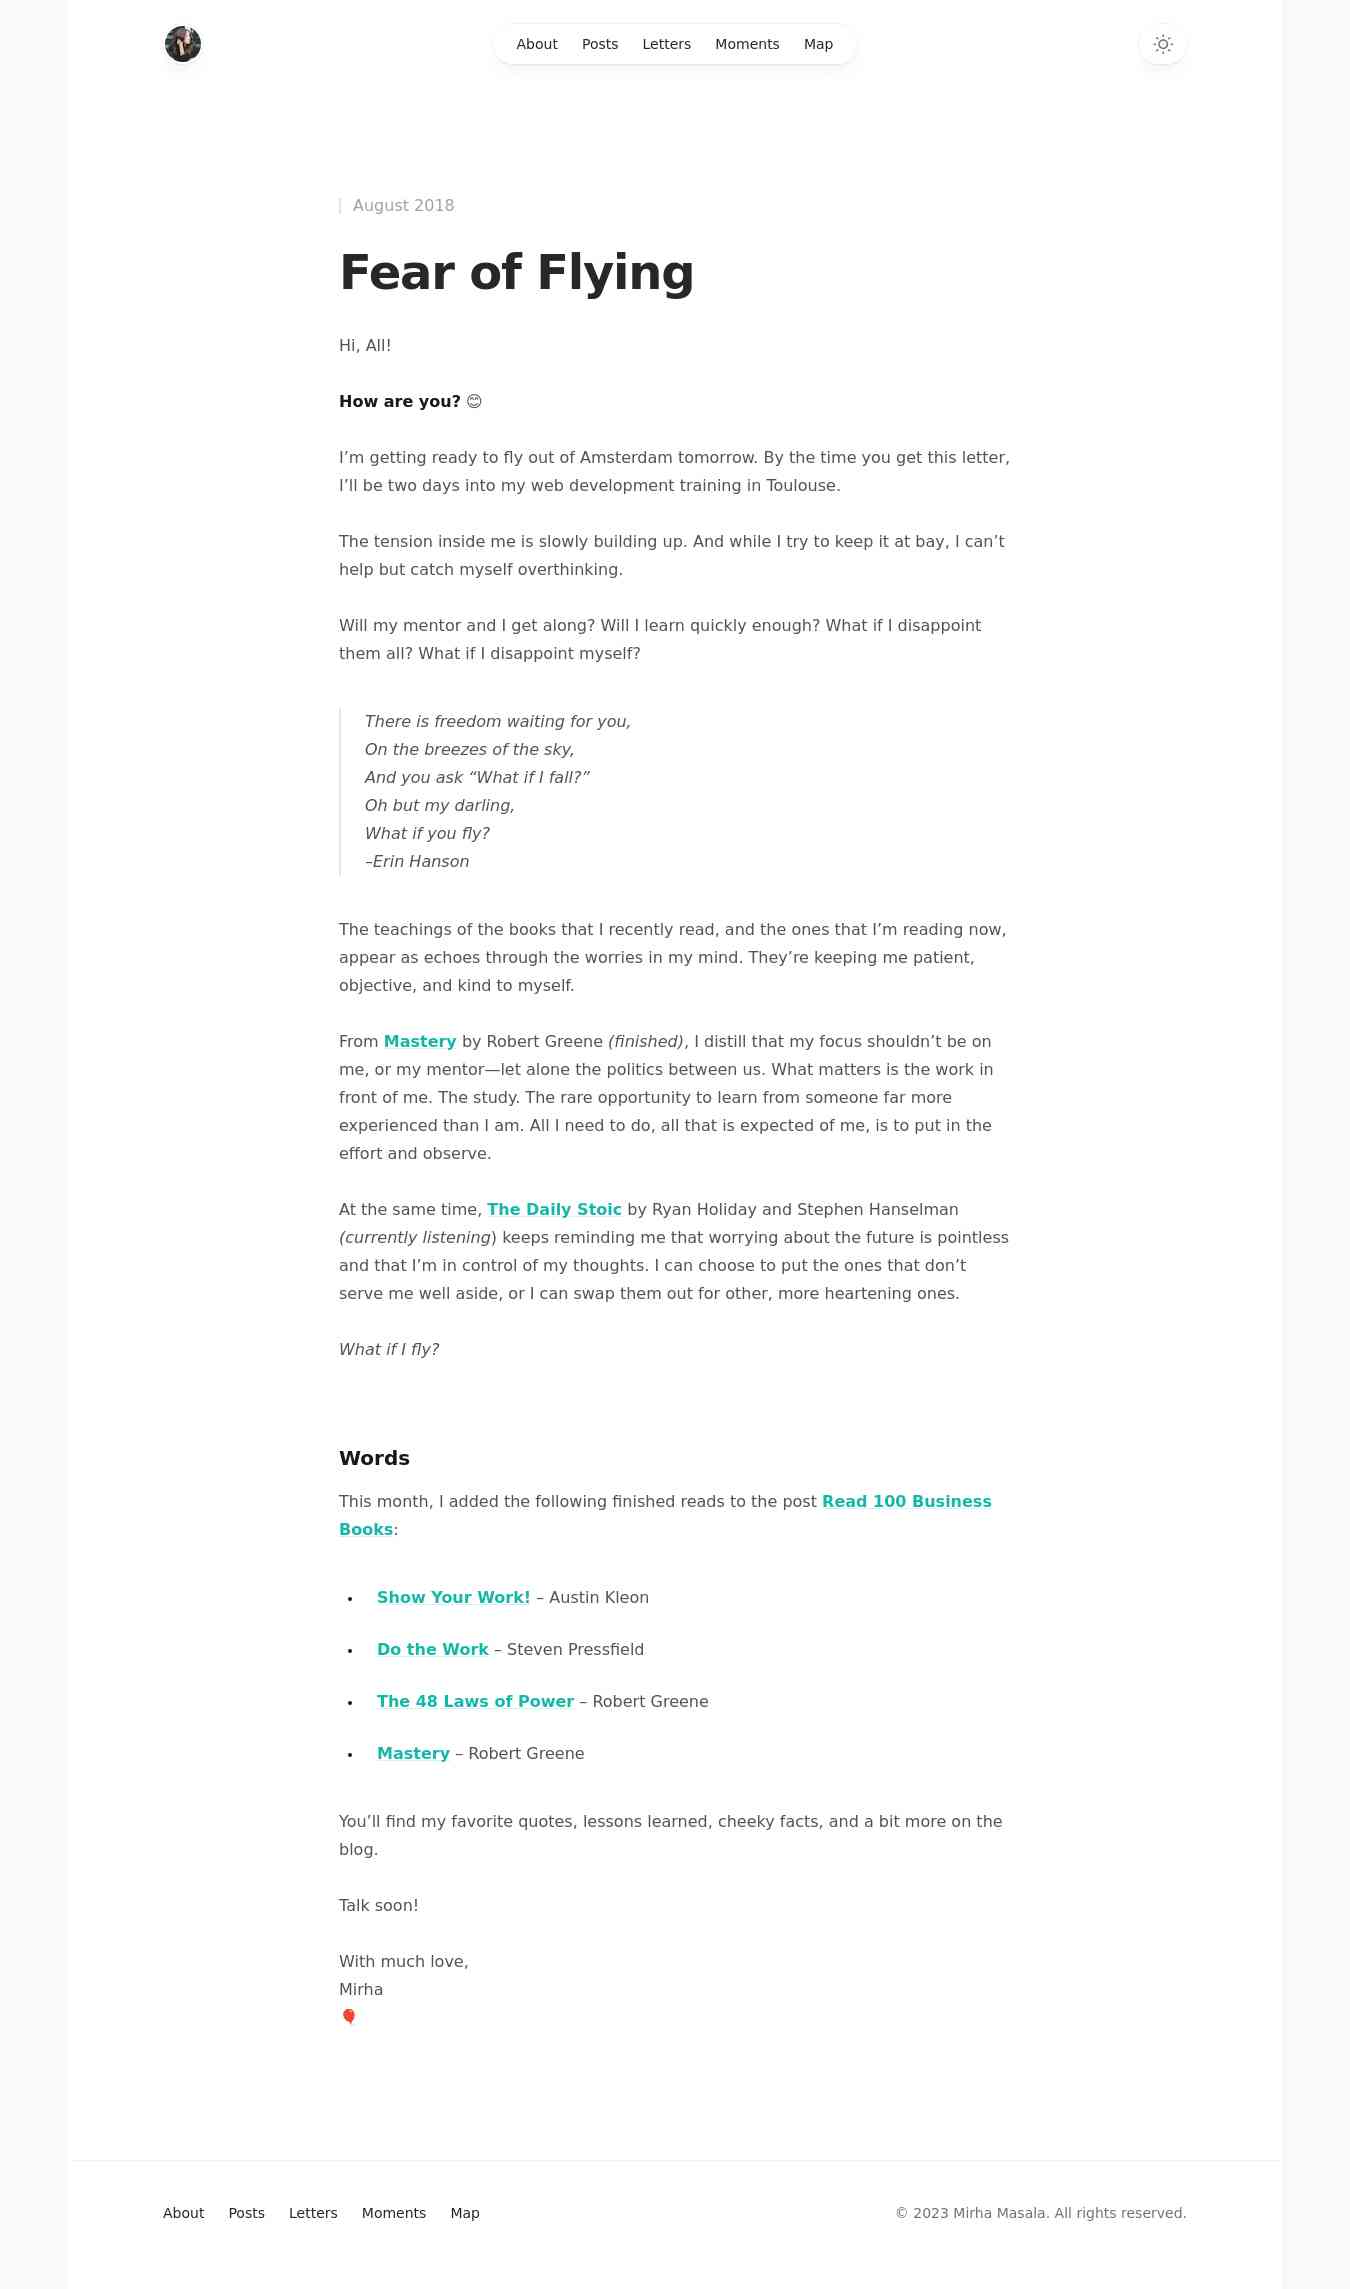 About Posts Letters Moments Map
August 2018
Fear of Flying
Hi, All!
How are you? 😊
I’m getting ready to fly out of Amsterdam tomorrow. By the time you get this letter,
I’ll be two days into my web development training in Toulouse.
The tension inside me is slowly building up. And while I try to keep it at bay, I can’t
help but catch myself overthinking.
Will my mentor and I get along? Will I learn quickly enough? What if I disappoint
them all? What if I disappoint myself?
There is freedom waiting for you,
On the breezes of the sky,
And you ask “What if I fall?”
Oh but my darling,
What if you fly?
–Erin Hanson
The teachings of the books that I recently read, and the ones that I’m reading now,
appear as echoes through the worries in my mind. They’re keeping me patient,
objective, and kind to myself.
From Mastery by Robert Greene (finished), I distill that my focus shouldn’t be on
me, or my mentor—let alone the politics between us. What matters is the work in
front of me. The study. The rare opportunity to learn from someone far more
experienced than I am. All I need to do, all that is expected of me, is to put in the
effort and observe.
At the same time, The Daily Stoic by Ryan Holiday and Stephen Hanselman
(currently listening) keeps reminding me that worrying about the future is pointless
and that I’m in control of my thoughts. I can choose to put the ones that don’t
serve me well aside, or I can swap them out for other, more heartening ones.
What if I fly?
Words
This month, I added the following finished reads to the post Read 100 Business
Books:
• Show Your Work! – Austin Kleon
• Do the Work – Steven Pressfield
• The 48 Laws of Power – Robert Greene
• Mastery – Robert Greene
You’ll find my favorite quotes, lessons learned, cheeky facts, and a bit more on the
blog.
Talk soon!
With much love,
Mirha
🎈
About Posts Letters Moments Map
© 2023 Mirha Masala. All rights reserved.